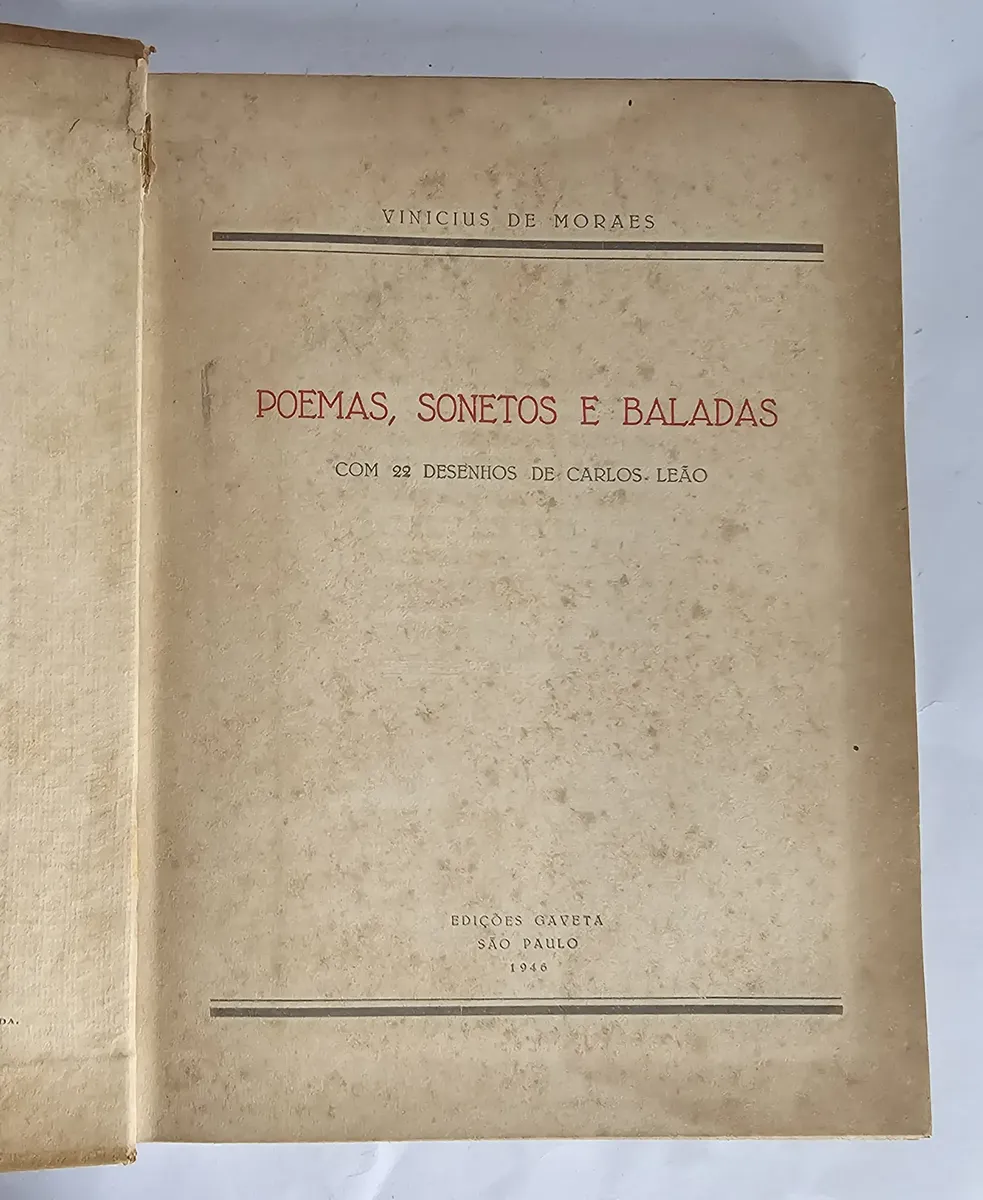 VINICIUS DE MORAES
POEMAS, SONETOS E BALADAS
COM 22 DESENHOS DE CARLOS LEÃO
EDIÇÕES GAVETA
SÃO PAULO
1946